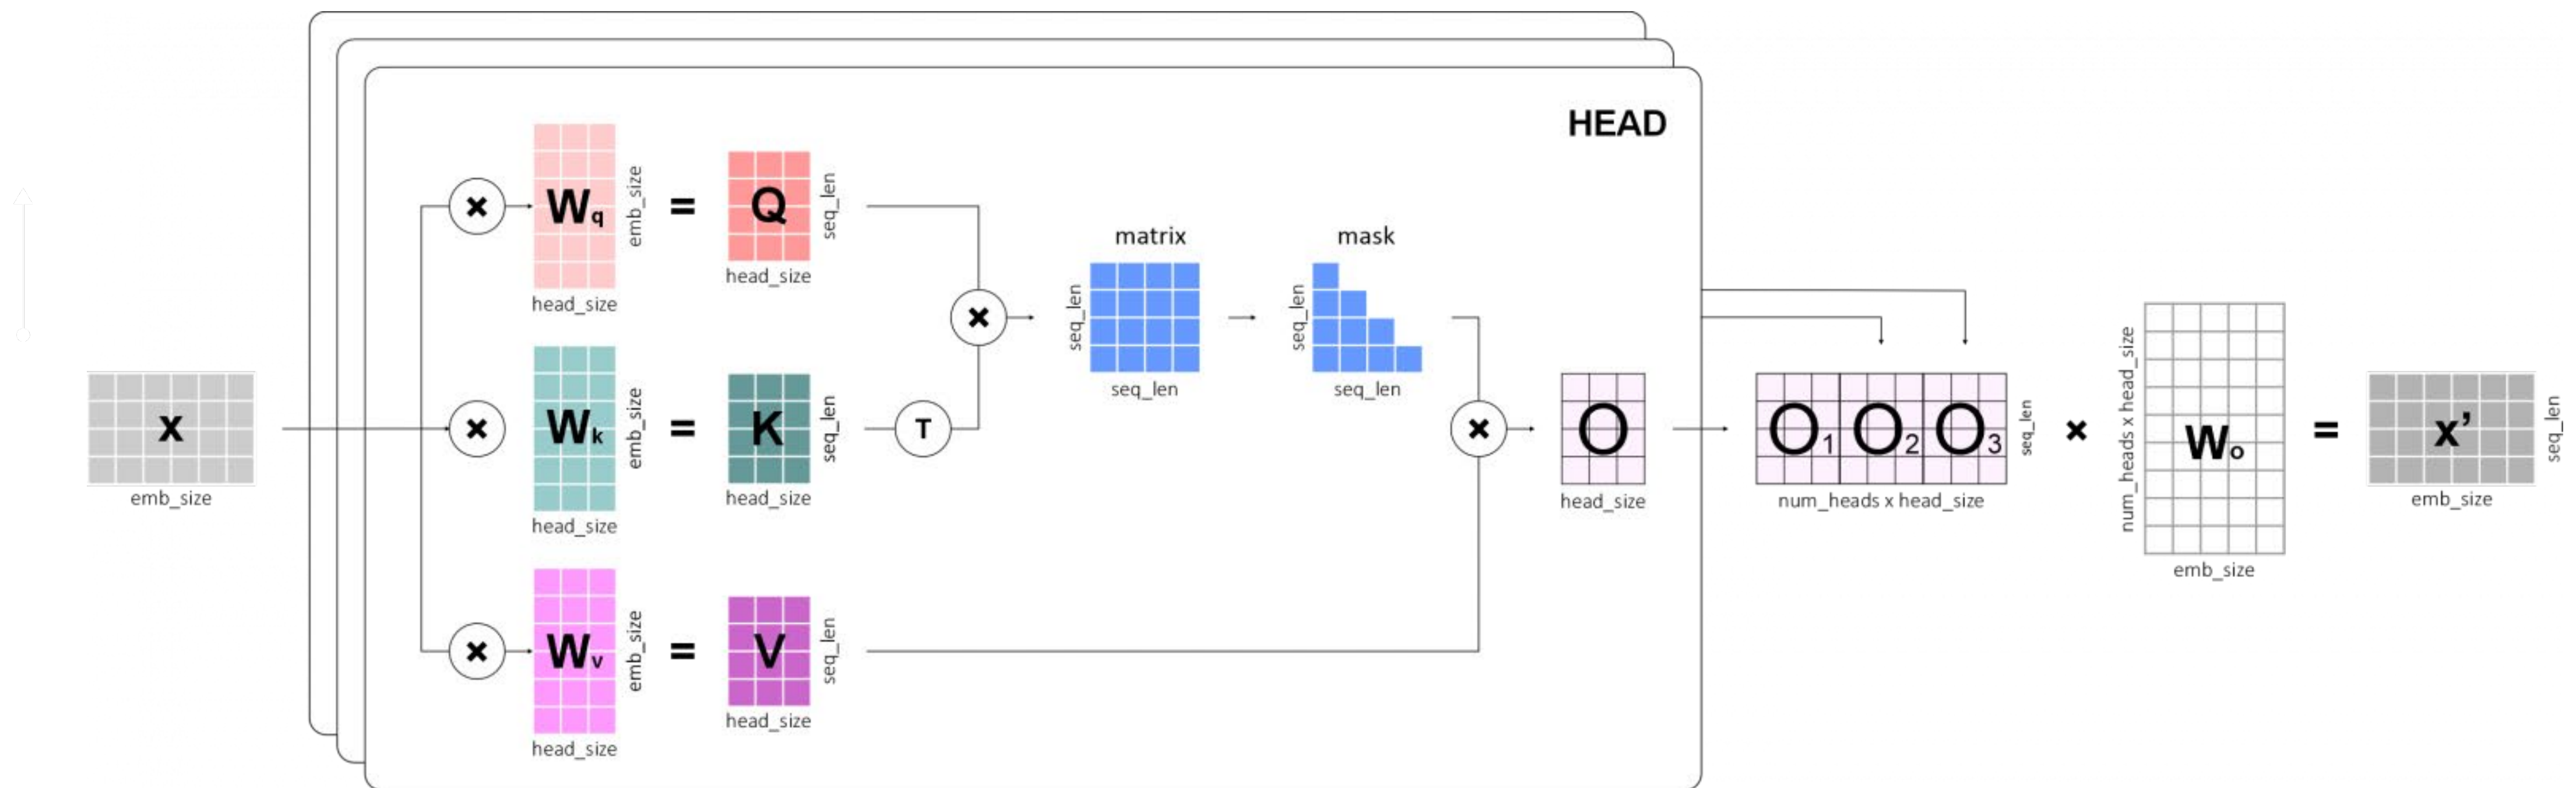 HEAD
x
emb_size
×
Wq
emb_size
head_size
=
Q
seq_len
head_size
×
Wk
emb_size
head_size
=
K
seq_len
head_size
T
×
Wv
emb_size
head_size
=
V
seq_len
head_size
×
matrix
seq_len
seq_len
mask
seq_len
seq_len
×
O
head_size
O1 O2 O3
seq_len
num_heads x head_size
×
num_heads x head_size
Wo
emb_size
=
x’
seq_len
emb_size